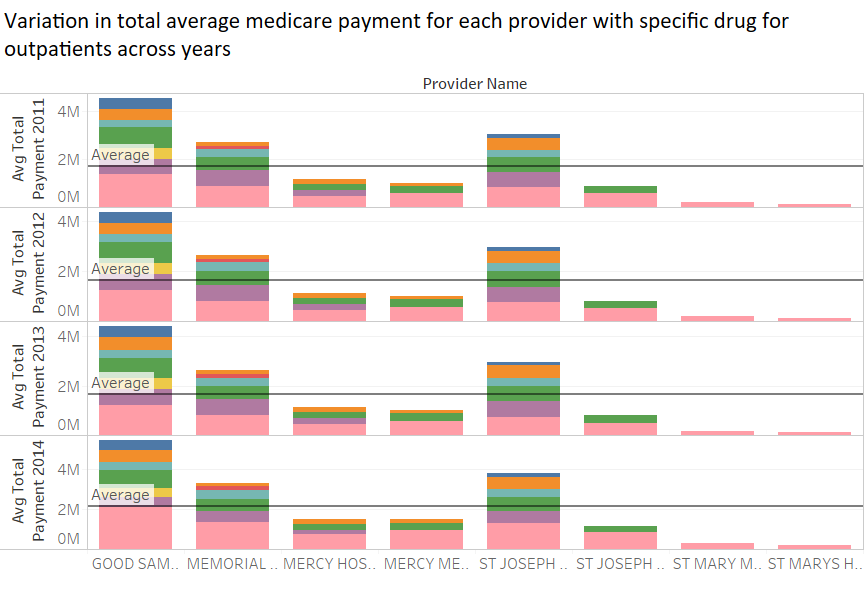 Variation in total average medicare payment for each provider with specific drug for
outpatients across years
Provider Name
Avg Total
Payment 2011
4M
2M
0M
Average
Avg Total
Payment 2012
4M
2M
0M
Average
Avg Total
Payment 2013
4M
2M
0M
Average
Avg Total
Payment 2014
4M
2M
0M
Average
GOOD SAM.. MEMORIAL .. MERCY HOS.. MERCY ME.. ST JOSEPH .. ST JOSEPH .. ST MARY M.. ST MARYS H..